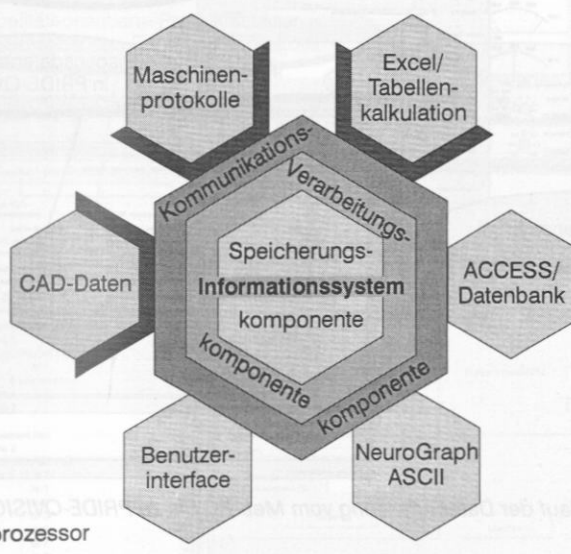 Maschinen-
protokolle
Excel/
Tabellen-
kalkulation
Kommunikations-
Verarbeitungs-
Speicherungs-
Informationssystem
komponente
komponente
komponente
CAD-Daten
ACCESS/
Datenbank
Benutzer-
interface
NeuroGraph
ASCII
rozessor